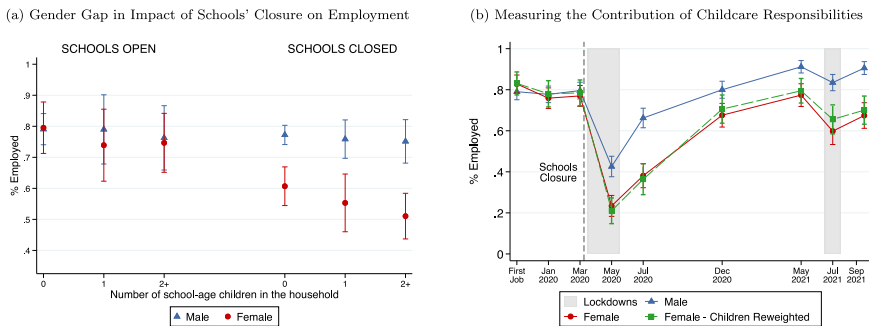 (a) Gender Gap in Impact of Schools' Closure on Employment
SCHOOLS OPEN
SCHOOLS CLOSED
% Employed
1
.9
.8
.7
.6
.5
.4
0
1
2+
0
1
2+
Number of school-age children in the household
Male
Female
(b) Measuring the Contribution of Childcare Responsibilities
% Employed
1
.8
.6
.4
.2
0
Schools
Closure
First
Job
Jan
2020
Mar
2020
May
2020
Jul
2020
Dec
2020
May
2021
Jul
2021
Sep
2021
Lockdowns
Male
Female
Female - Children Reweighted